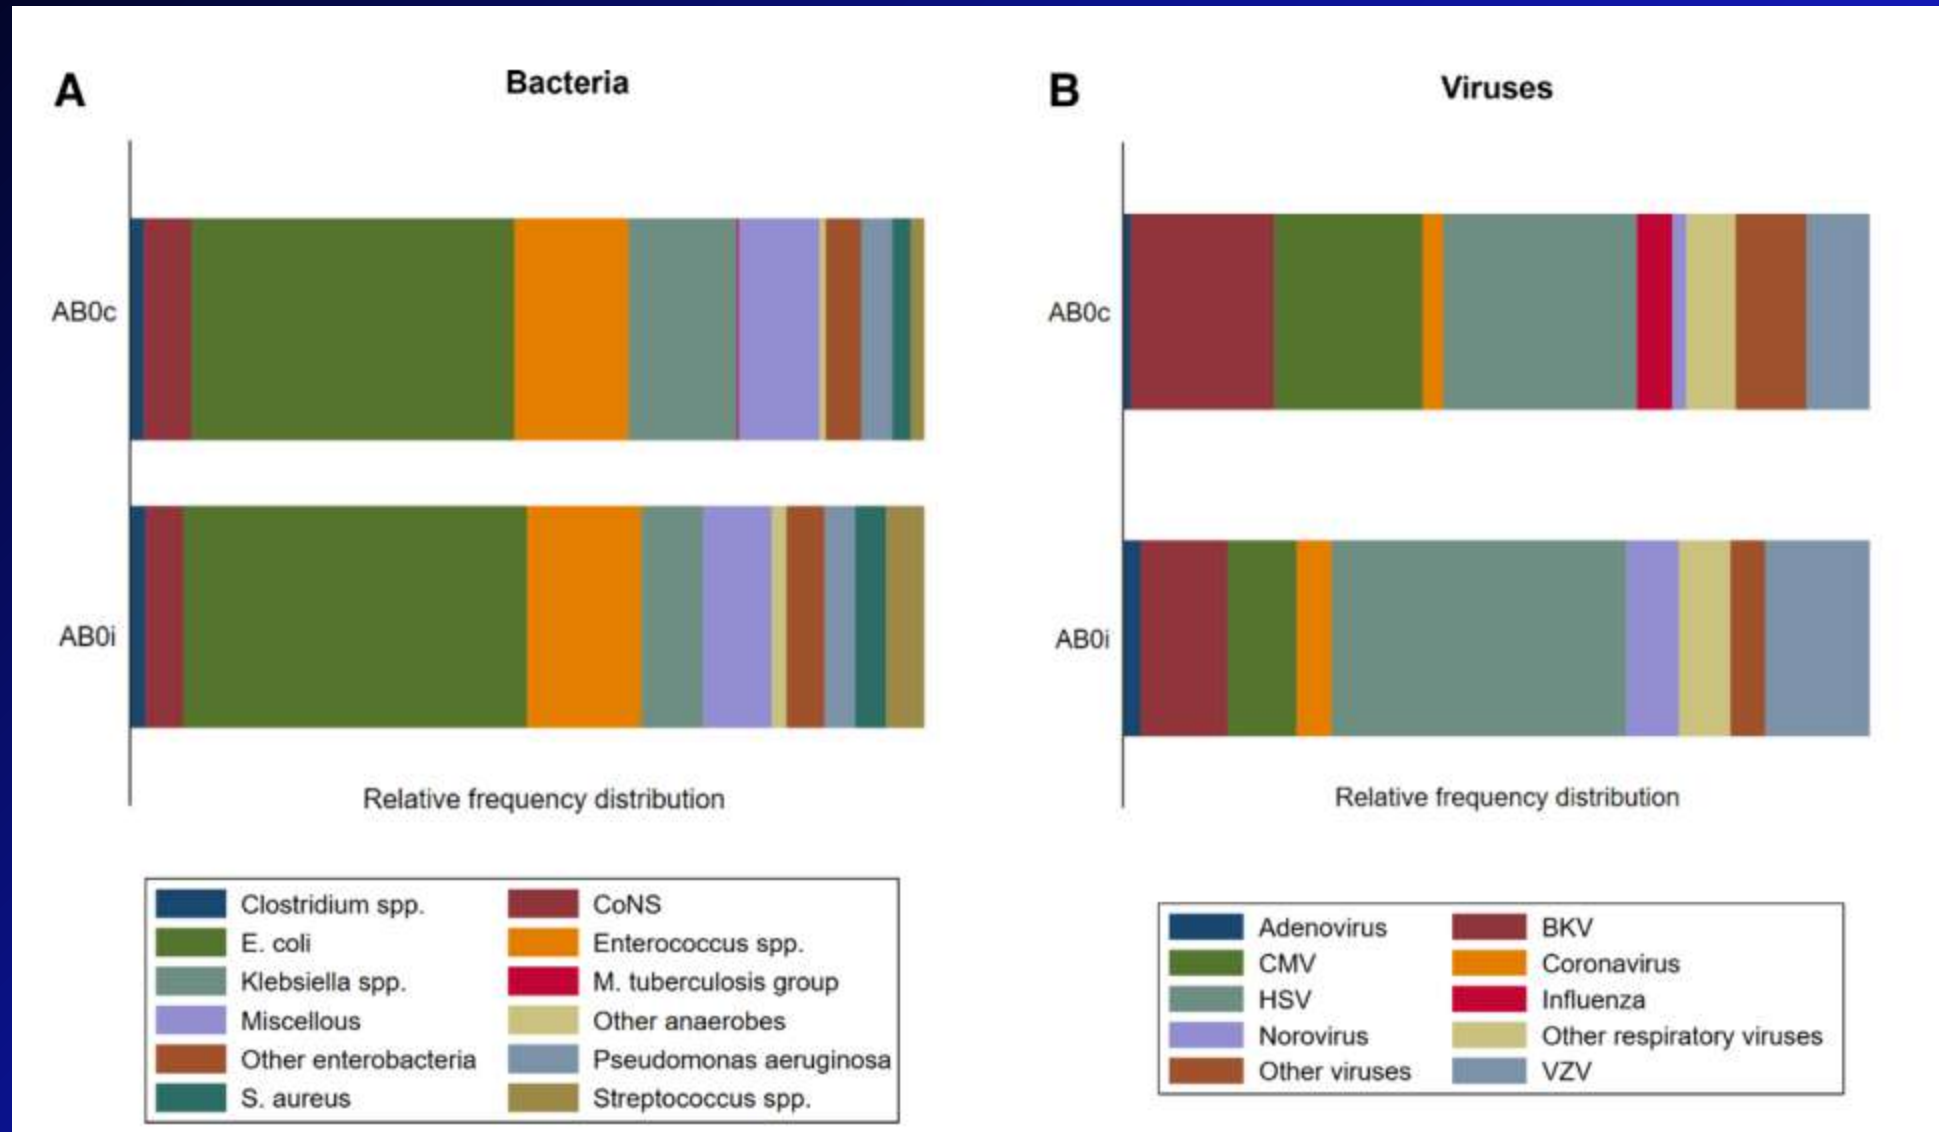 A
Bacteria
AB0c
AB0i
Relative frequency distribution
Clostridium spp.
CoNS
E. coli
Enterococcus spp.
Klebsiella spp.
M. tuberculosis group
Miscellous
Other anaerobes
Other enterobacteria
Pseudomonas aeruginosa
S. aureus
Streptococcus spp.
B
Viruses
AB0c
AB0i
Relative frequency distribution
Adenovirus
BKV
CMV
Coronavirus
HSV
Influenza
Norovirus
Other respiratory viruses
Other viruses
VZV